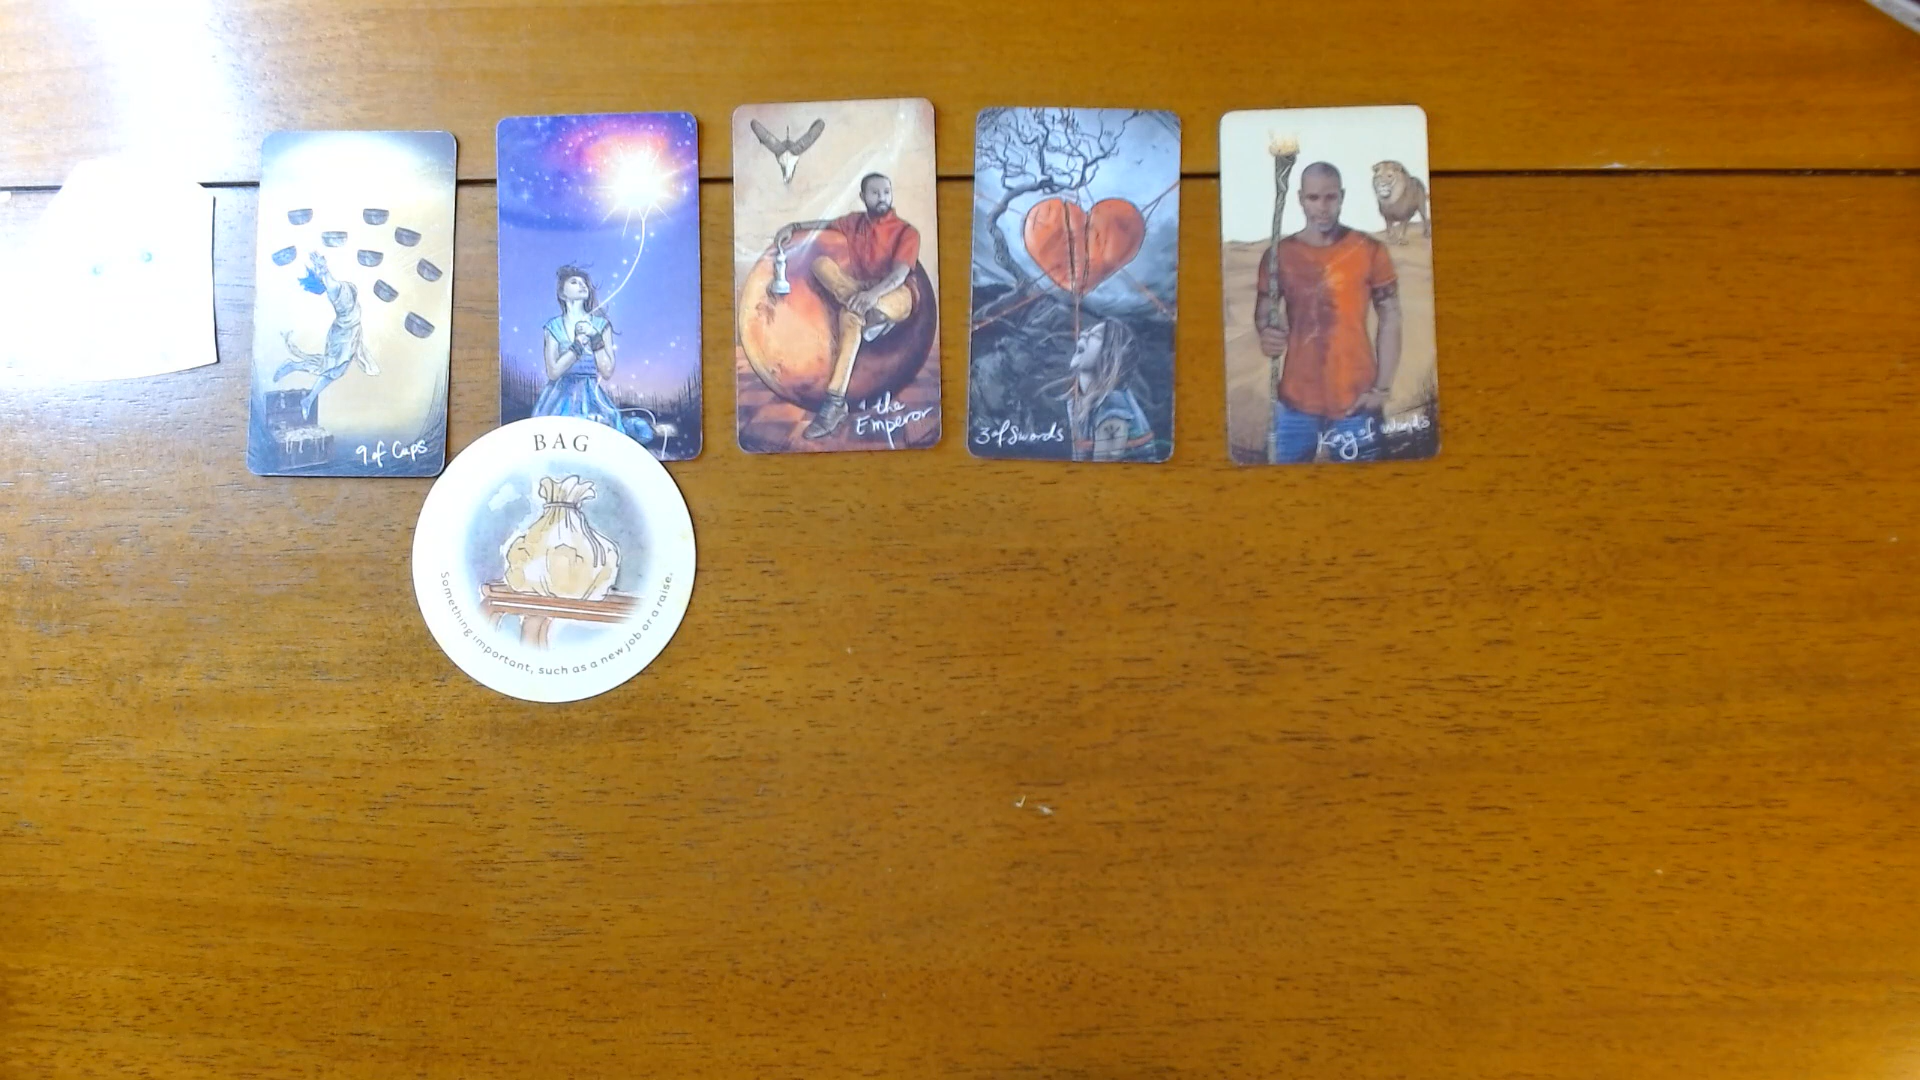 9 of Cups
the
Emperor
3 of Swords
King of Wands
BAG
Something important, such as a new job or a raise.